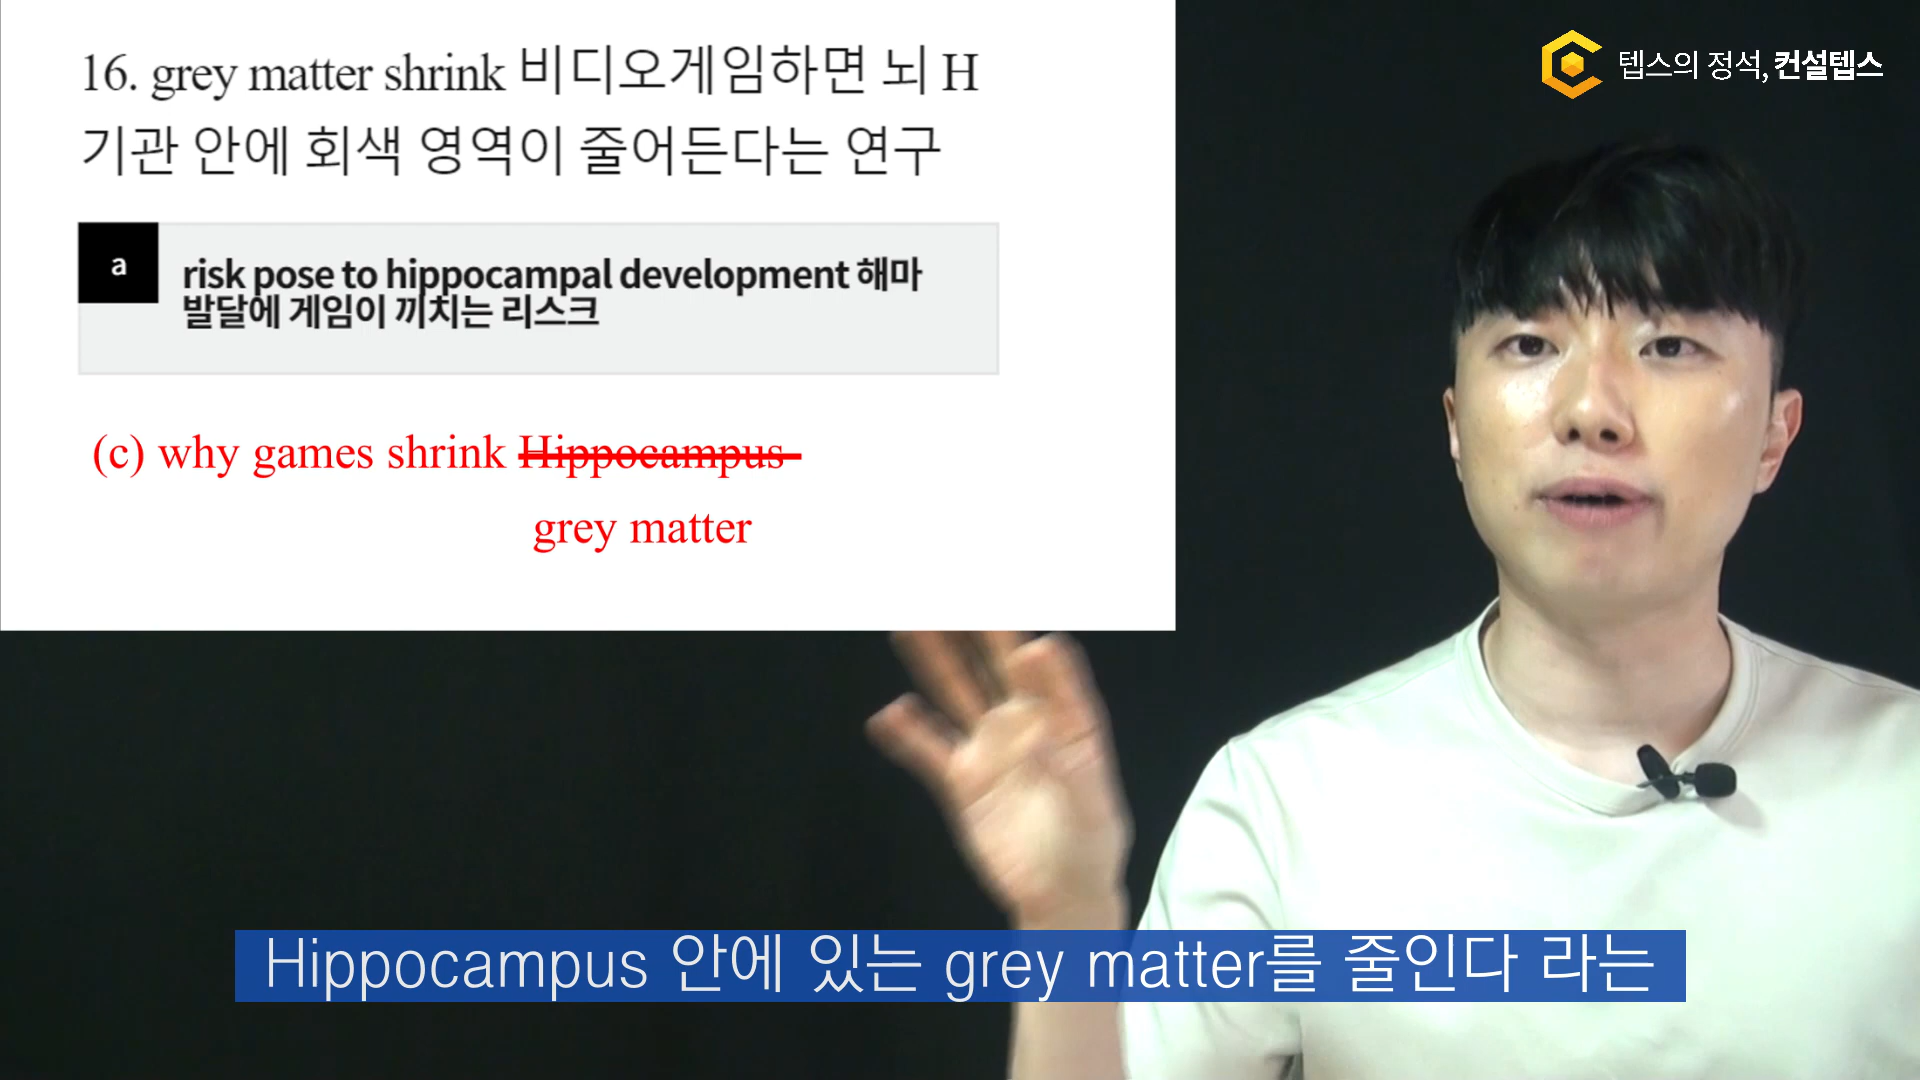 16. grey matter shrink 비디오게임하면 뇌 H
기관 안에 회색 영역이 줄어든다는 연구
텝스의 정석, 컨설텝스
a
risk pose to hippocampal development 해마
발달에 게임이 끼치는 리스크
(c) why games shrink Hippocampus
grey matter
Hippocampus 안에 있는 grey matter를 줄인다 라는